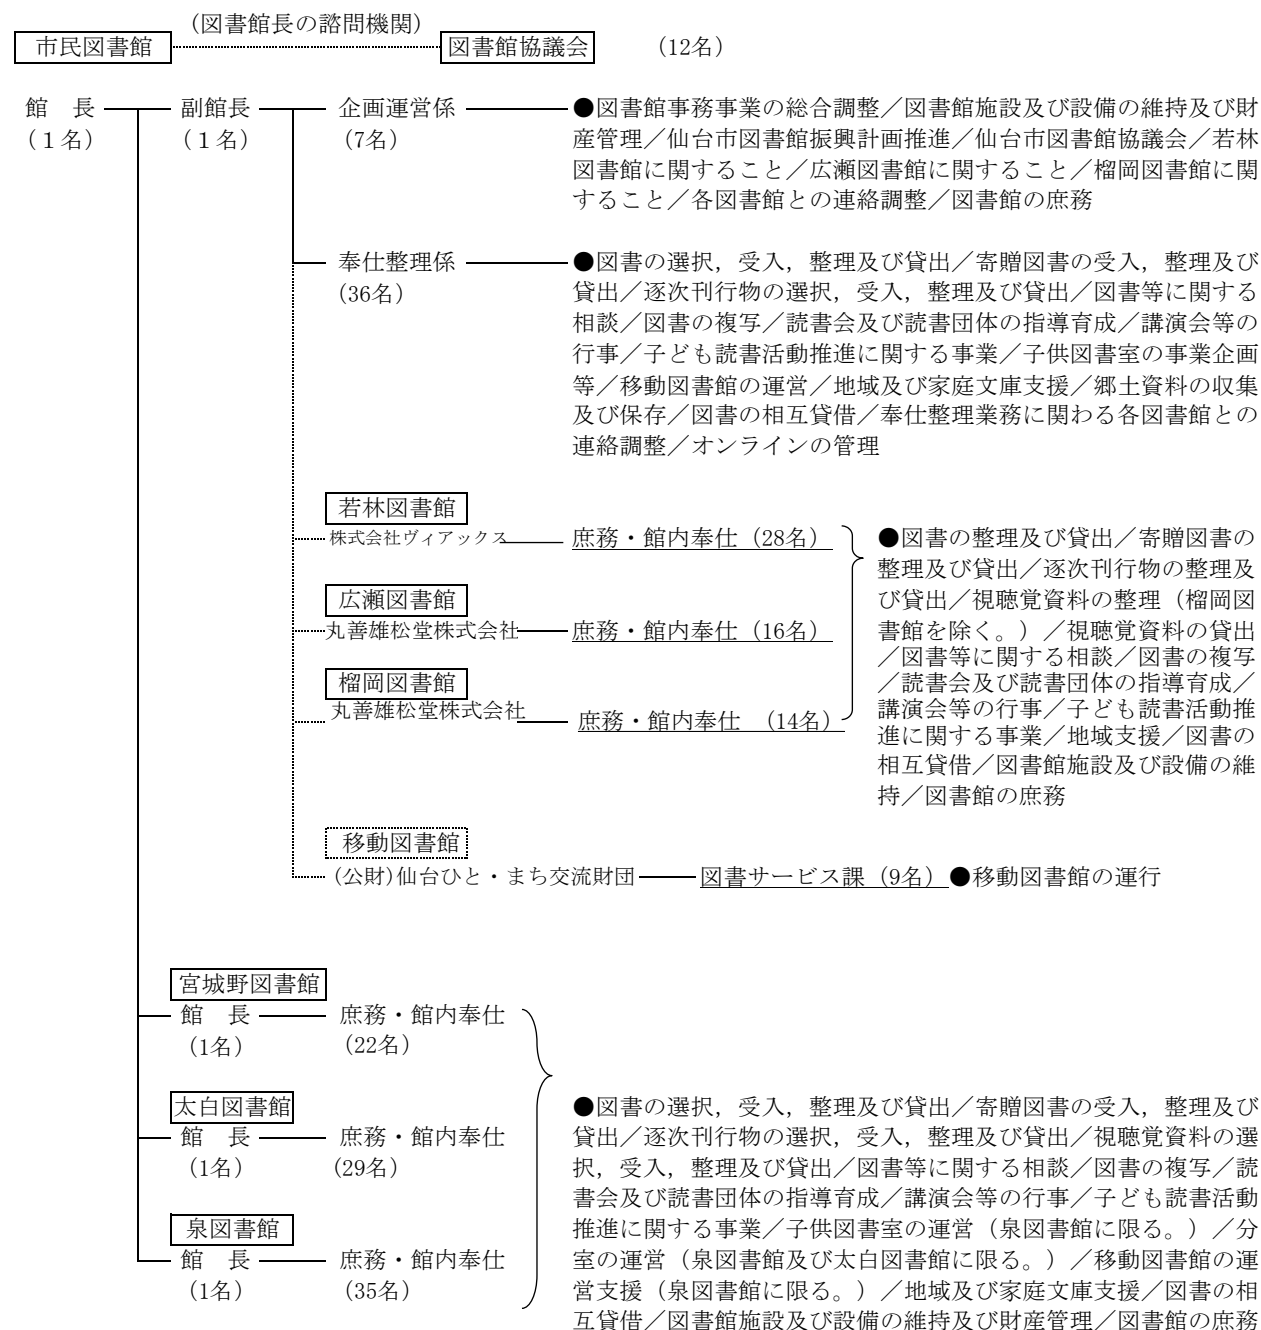 (図書館長の諮問機関)
市民図書館 図書館協議会 (12名)
館　長 副館長 企画運営係 ●図書館事務事業の総合調整／図書館施設及び設備の維持及び財
(１名) (１名) (7名) 産管理／仙台市図書館振興計画推進／仙台市図書館協議会／若林
図書館に関すること／広瀬図書館に関すること／榴岡図書館に関
すること／各図書館との連絡調整／図書館の庶務
奉仕整理係 ●図書の選択，受入，整理及び貸出／寄贈図書の受入，整理及び
(36名) 貸出／逐次刊行物の選択，受入，整理及び貸出／図書等に関する
相談／図書の複写／読書会及び読書団体の指導育成／講演会等の
行事／子ども読書活動推進に関する事業／子供図書室の事業企画
等／移動図書館の運営／地域及び家庭文庫支援／郷土資料の収集
及び保存／図書の相互貸借／奉仕整理業務に関わる各図書館との
連絡調整／オンラインの管理
若林図書館
株式会社ヴィアックス 庶務・館内奉仕 (28名)
広瀬図書館
丸善雄松堂株式会社 庶務・館内奉仕 (16名)
榴岡図書館
丸善雄松堂株式会社 庶務・館内奉仕 (14名)
●図書の整理及び貸出／寄贈図書の
整理及び貸出／逐次刊行物の整理及
び貸出／視聴覚資料の整理（榴岡図
書館を除く。）／視聴覚資料の貸出
／図書等に関する相談／図書の複写
／読書会及び読書団体の指導育成／
講演会等の行事／子ども読書活動推
進に関する事業／地域支援／図書の
相互貸借／図書館施設及び設備の維
持／図書館の庶務
移動図書館
(公財)仙台ひと・まち交流財団 図書サービス課 (9名) ●移動図書館の運行
宮城野図書館
館　長 庶務・館内奉仕
(1名) (22名)
太白図書館
館　長 庶務・館内奉仕
(1名) (29名)
泉図書館
館　長 庶務・館内奉仕
(1名) (35名)
●図書の選択，受入，整理及び貸出／寄贈図書の受入，整理及び
貸出／逐次刊行物の選択，受入，整理及び貸出／視聴覚資料の選
択，受入，整理及び貸出／図書等に関する相談／図書の複写／読
書会及び読書団体の指導育成／講演会等の行事／子ども読書活動
推進に関する事業／子供図書室の運営（泉図書館に限る。）／分
室の運営（泉図書館及び太白図書館に限る。）／移動図書館の運
営支援（泉図書館に限る。）／地域及び家庭文庫支援／図書の相
互貸借／図書館施設及び設備の維持及び財産管理／図書館の庶務